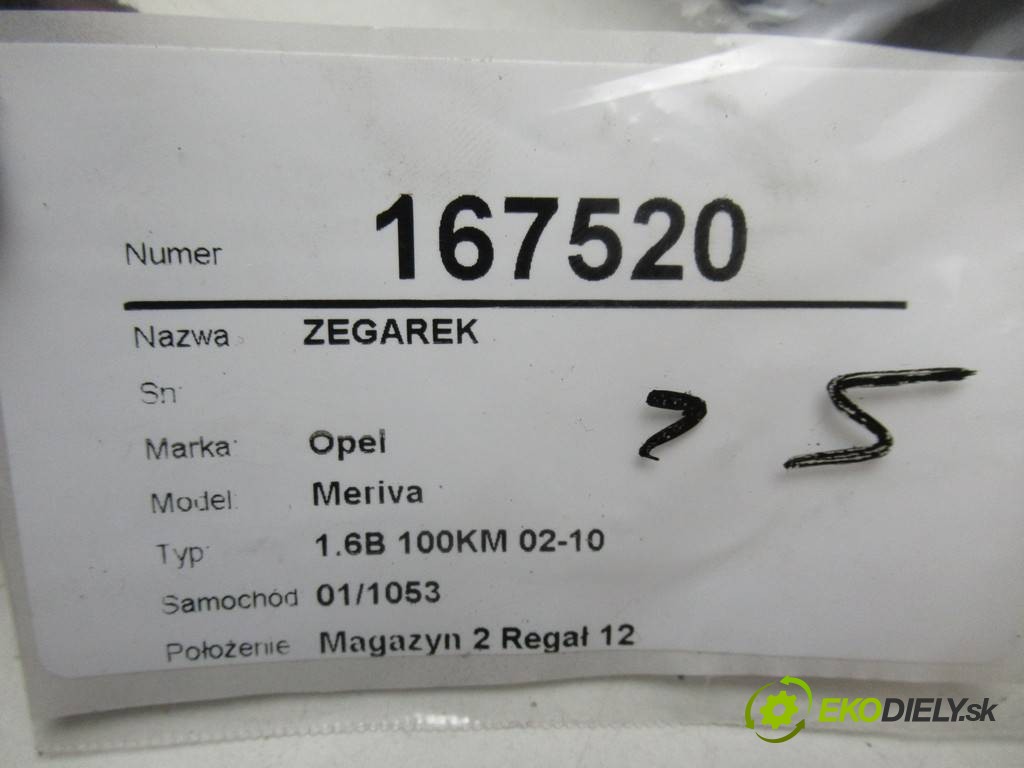 Numer 167520
Nazwa: ZEGAREK
Sn:
Marka: Opel
Model: Meriva
Typ: 1.6B 100KM 02-10
Samochód 01/1053
Położenie Magazyn 2 Regał 12
5
EKODIELY.sk